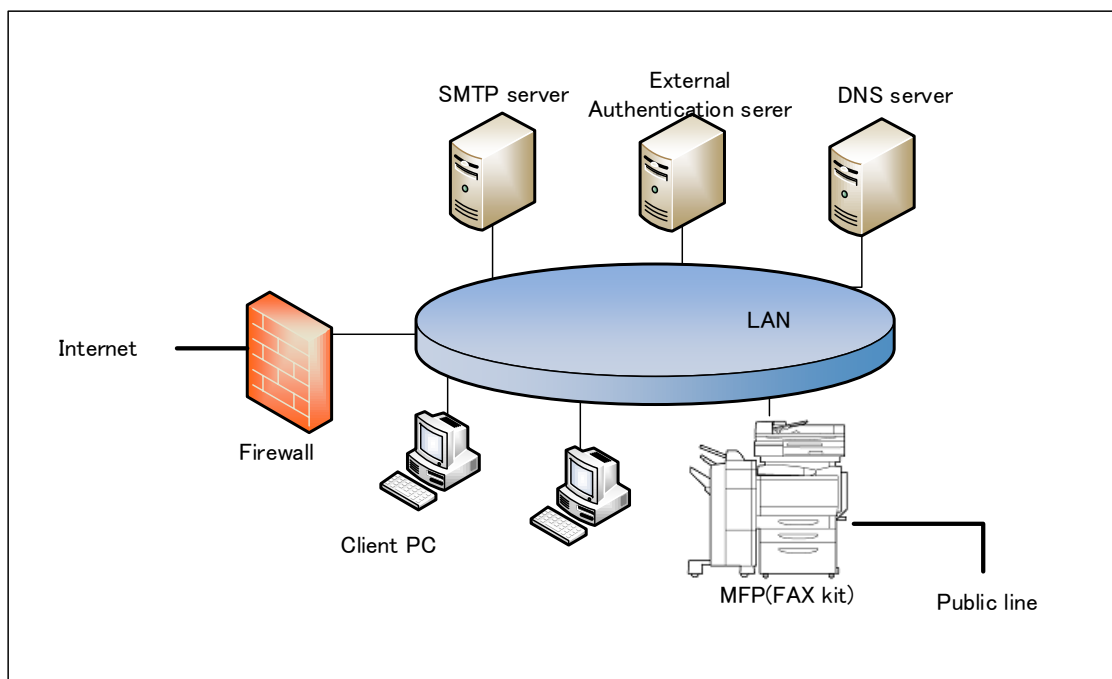 SMTP server
External
Authentication serer
DNS server
LAN
Internet
Firewall
Client PC
MFP(FAX kit)
Public line